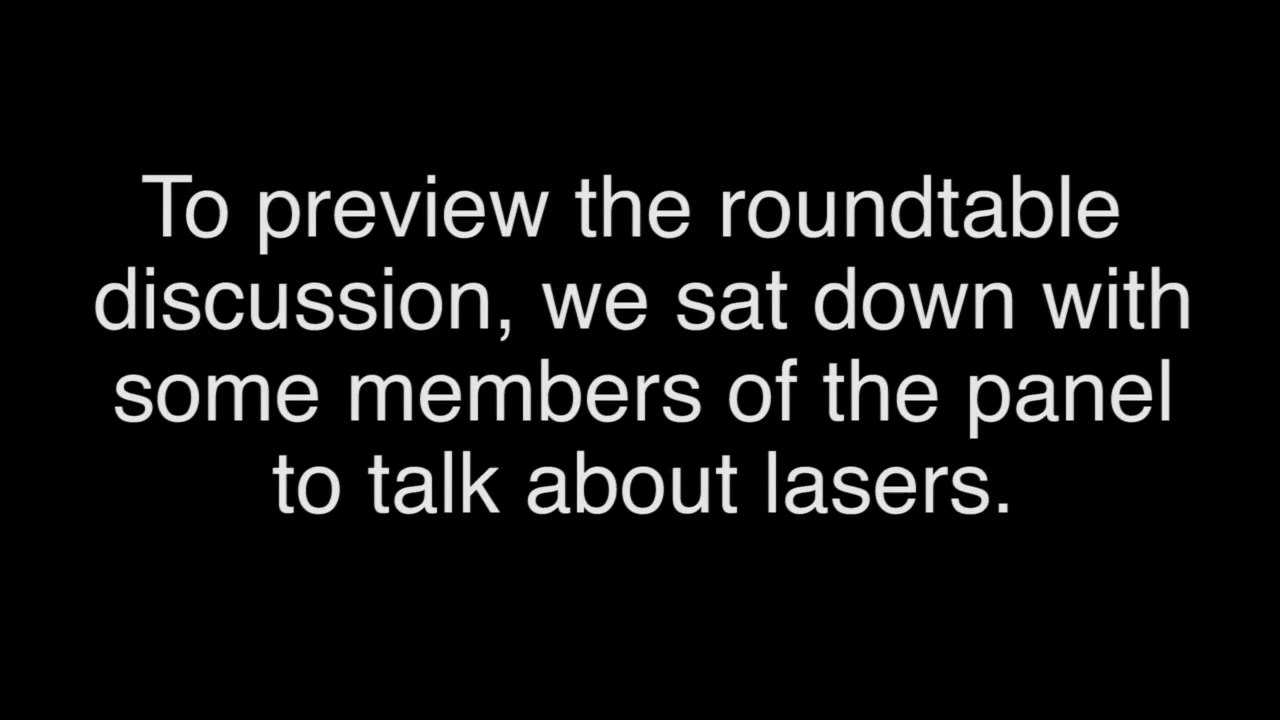 To preview the roundtable
discussion, we sat down with
some members of the panel
to talk about lasers.